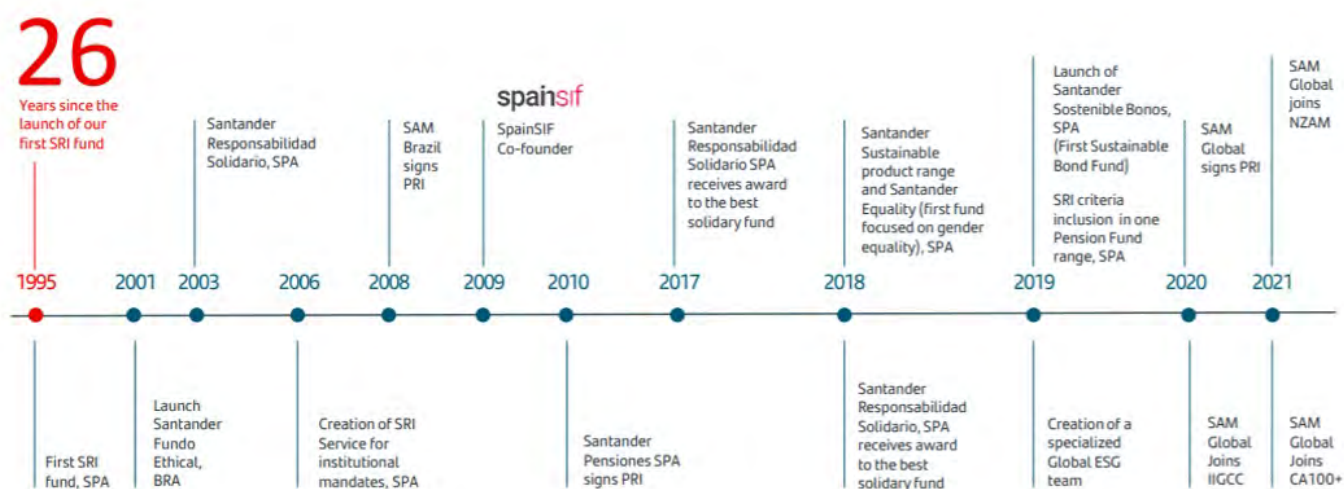 26
Years since the
launch of our
first SRI fund
Santander
Responsabilidad
Solidario, SPA
SAM
Brazil
signs
PRI
spainsif
SpainSIF
Co-founder
Santander
Responsabilidad
Solidario SPA
receives award
to the best
solidary fund
Santander
Sustainable
product range
and Santander
Equality (first fund
focused on gender
equality), SPA
Launch of
Santander
Sostenible Bonos,
SPA
(First Sustainable
Bond Fund)
SRI criteria
inclusion in one
Pension Fund
range, SPA
SAM
Global
signs PRI
SAM
Global
joins
NZAM
1995 2001 2003 2006 2008 2009 2010 2017 2018 2019 2020 2021
First SRI
fund, SPA
Launch
Santander
Fundo
Ethical,
BRA
Creation of SRI
Service for
institutional
mandates, SPA
Santander
Pensiones SPA
signs PRI
Santander
Responsabilidad
Solidario, SPA
receives award
to the best
solidary fund
Creation of a
specialized
Global ESG
team
SAM
Global
Joins
IIGCC
SAM
Global
Joins
CA100+